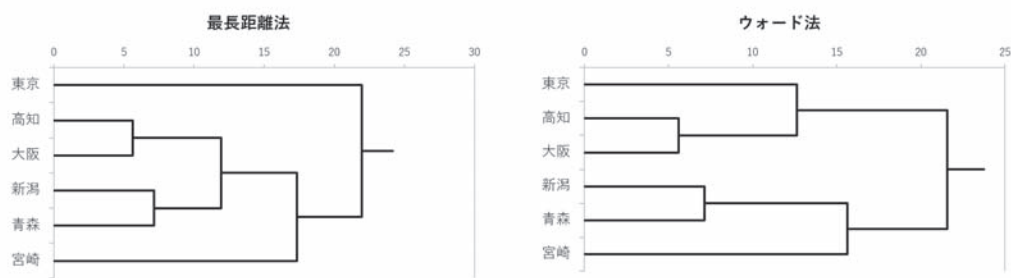 最長距離法
0 5 10 15 20 25 30
東京
高知
大阪
新潟
青森
宮崎
ウォード法
0 5 10 15 20 25
東京
高知
大阪
新潟
青森
宮崎